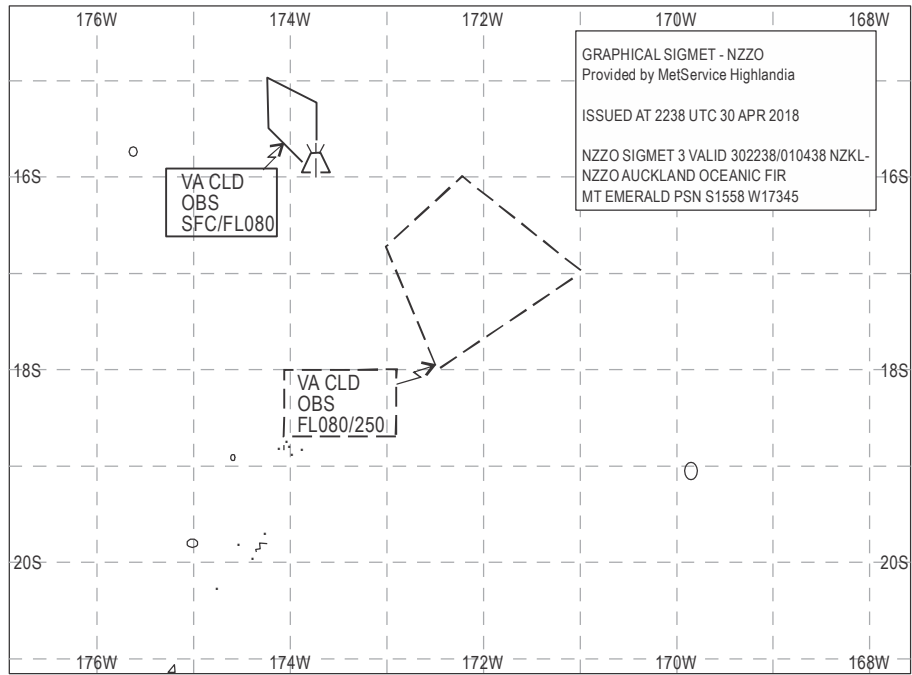 176W 174W 172W 170W 168W
GRAPHICAL SIGMET - NZZO
Provided by MetService Highlandia
ISSUED AT 2238 UTC 30 APR 2018
NZZO SIGMET 3 VALID 302238/010438 NZKL-
NZZO AUCKLAND OCEANIC FIR
MT EMERALD PSN S1558 W17345
16S 16S
VA CLD
OBS
SFC/FL080
18S 18S
VA CLD
OBS
FL080/250
20S 20S
176W 174W 172W 170W 168W